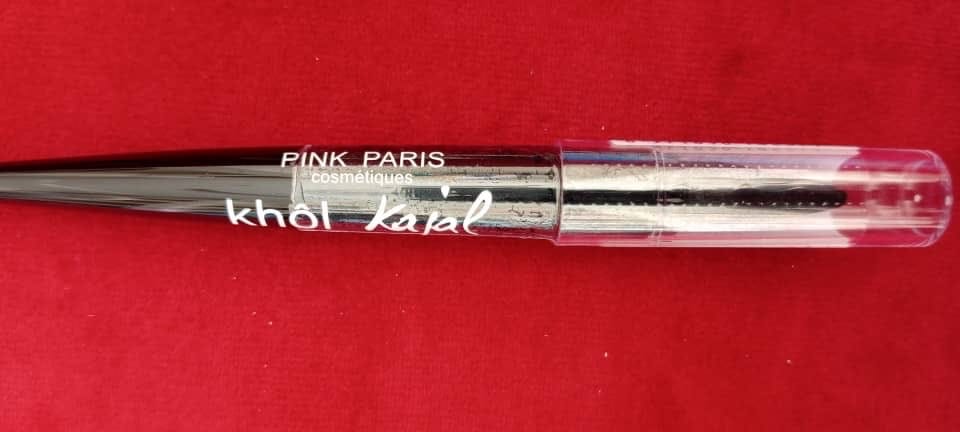 PINK PARIS
cosmétiques
khôl Kajal